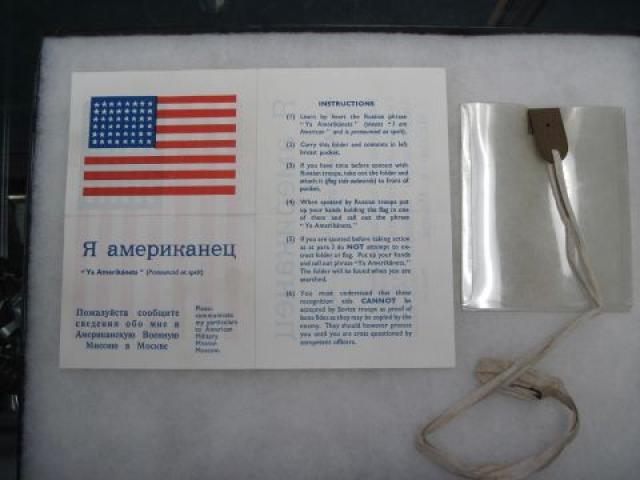 Я американец
"Ya Amerikánets" (Pronounced as spelt)
Пожалуйста сообщите
сведения обо мне в
Американскую Военную
Миссию в Москве
Please
communicate
my particulars
to American
Military
Mission
Moscow.
INSTRUCTIONS
(1) Learn by heart the Russian phrase
"Ya Amerikánets" (means "I am
American" and is pronounced as spelt).
(2) Carry this folder and contents in left
breast pocket.
(3) If you have time before contact with
Russian troops, take out the folder and
attach it (flag side outwards) to front of
pocket.
(4) When spotted by Russian troops put
up your hands holding the flag in one
of them and call out the phrase
"Ya Amerikánets."
(5) If you are spotted before taking action
as at para 3 do NOT attempt to ex-
tract folder or flag. Put up your hands
and call out phrase "Ya Amerikánets."
The folder will be found when you are
searched.
(6) You must understand that these
recognition aids CANNOT be
accepted by Soviet troops as proof of
bona fides as they may be copied by the
enemy. They should however protect
you until you are cross questioned by
competent officers.